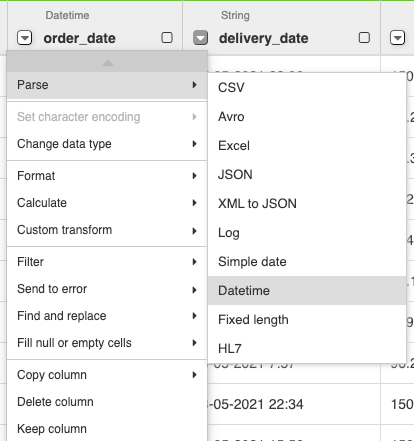 Datetime
String
order_date
delivery_date
Parse
Set character encoding
Change data type
Format
Calculate
Custom transform
Filter
Send to error
Find and replace
Fill null or empty cells
Copy column
Delete column
Keep column
CSV
Avro
Excel
JSON
XML to JSON
Log
Simple date
Datetime
Fixed length
HL7
-05-2021 22:34
150